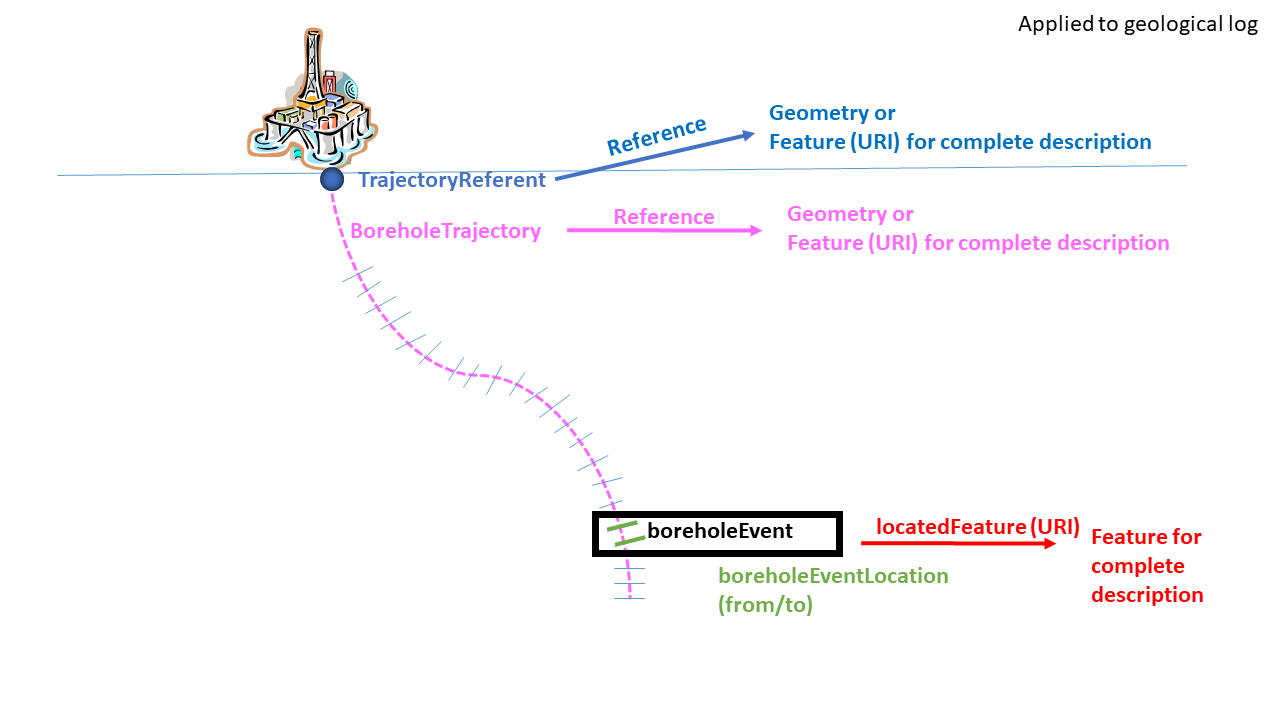 Applied to geological log
Geometry or
Feature (URI) for complete description
Reference
TrajectoryReferent
BoreholeTrajectory
Reference
Geometry or
Feature (URI) for complete description
boreholeEvent
locatedFeature (URI)
Feature for
complete
description
boreholeEventLocation
(from/to)